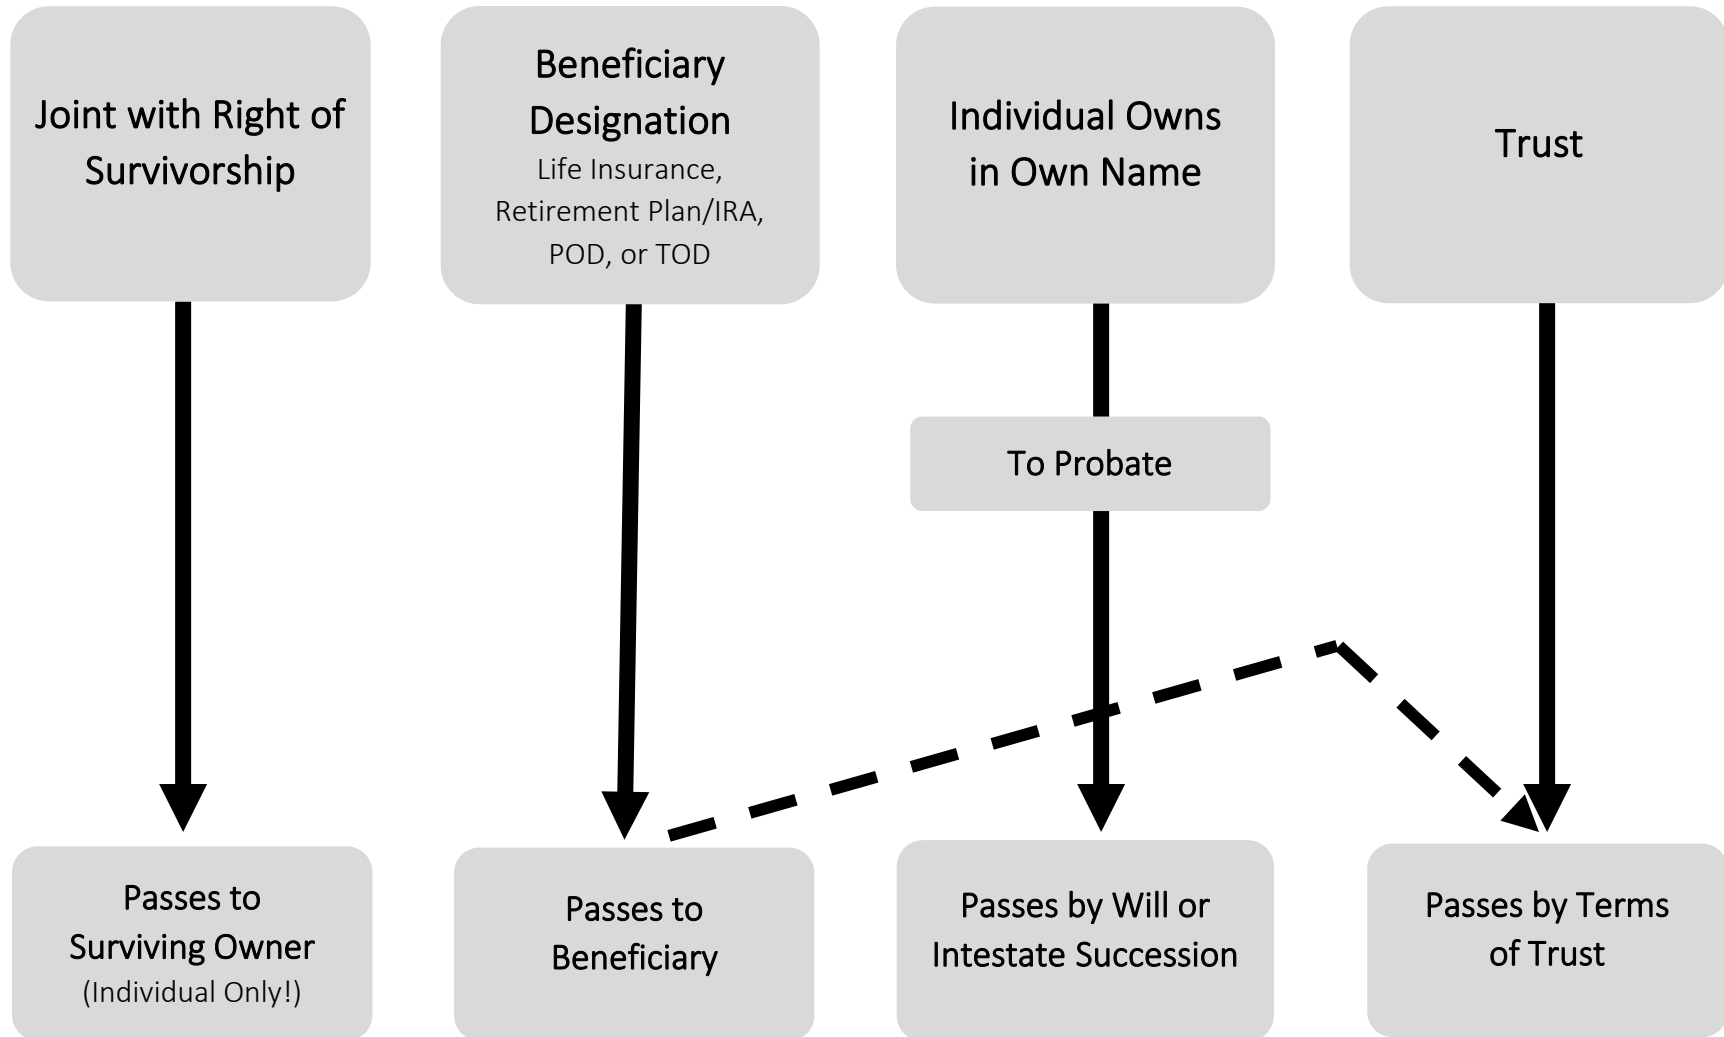 Joint with Right of
Survivorship
Beneficiary
Designation
Life Insurance,
Retirement Plan/IRA,
POD, or TOD
Individual Owns
in Own Name
Trust
To Probate
Passes to
Surviving Owner
(Individual Only!)
Passes to
Beneficiary
Passes by Will or
Intestate Succession
Passes by Terms
of Trust